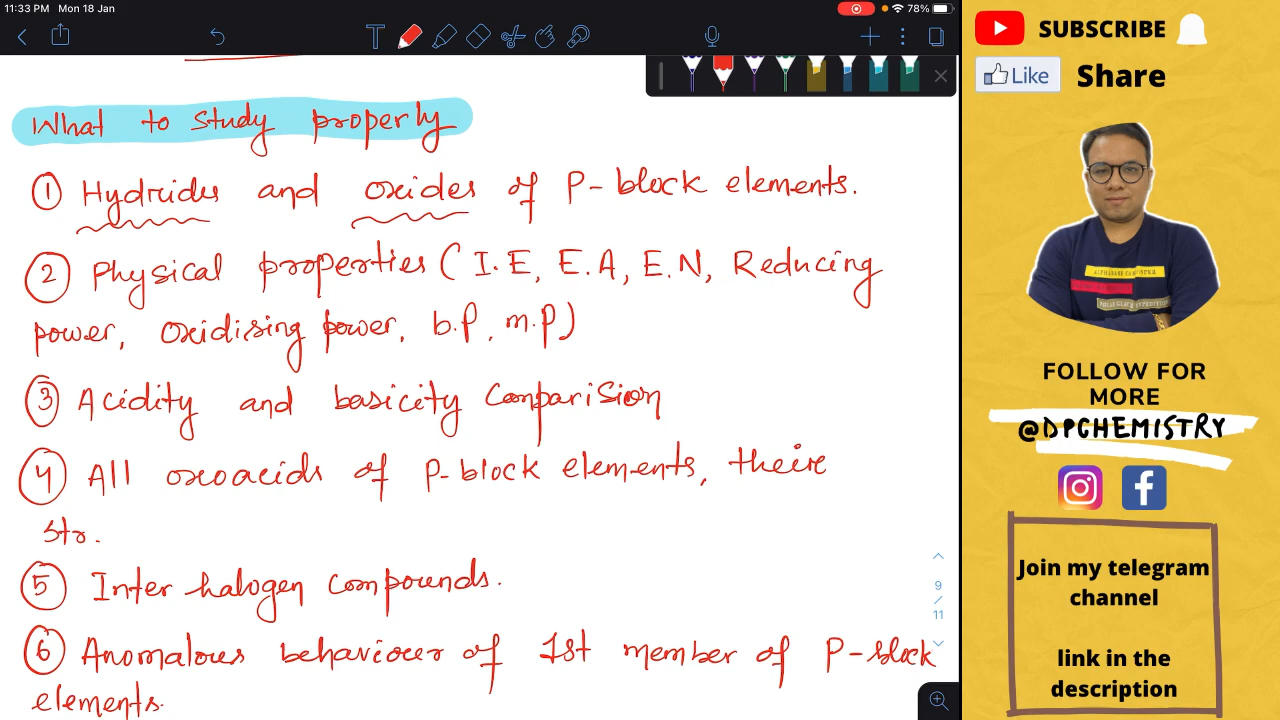 11:33 PM Mon 18 Jan
78%
What to study properly
① Hydrides and oxides of P-block elements.
② Physical properties ( I.E, E.A, E.N, Reducing
power, oxidising power, b.p, m.p)
③ Acidity and basicity Comparision
④ All oxoacids of P-block elements, their
str.
⑤ Inter halogen compounds.
⑥ Anomalous behaviour of 1st member of P-block
elements.
9
/
11
SUBSCRIBE
Like Share
FOLLOW FOR
MORE
@DPCHEMISTRY
Join my telegram
channel
link in the
description